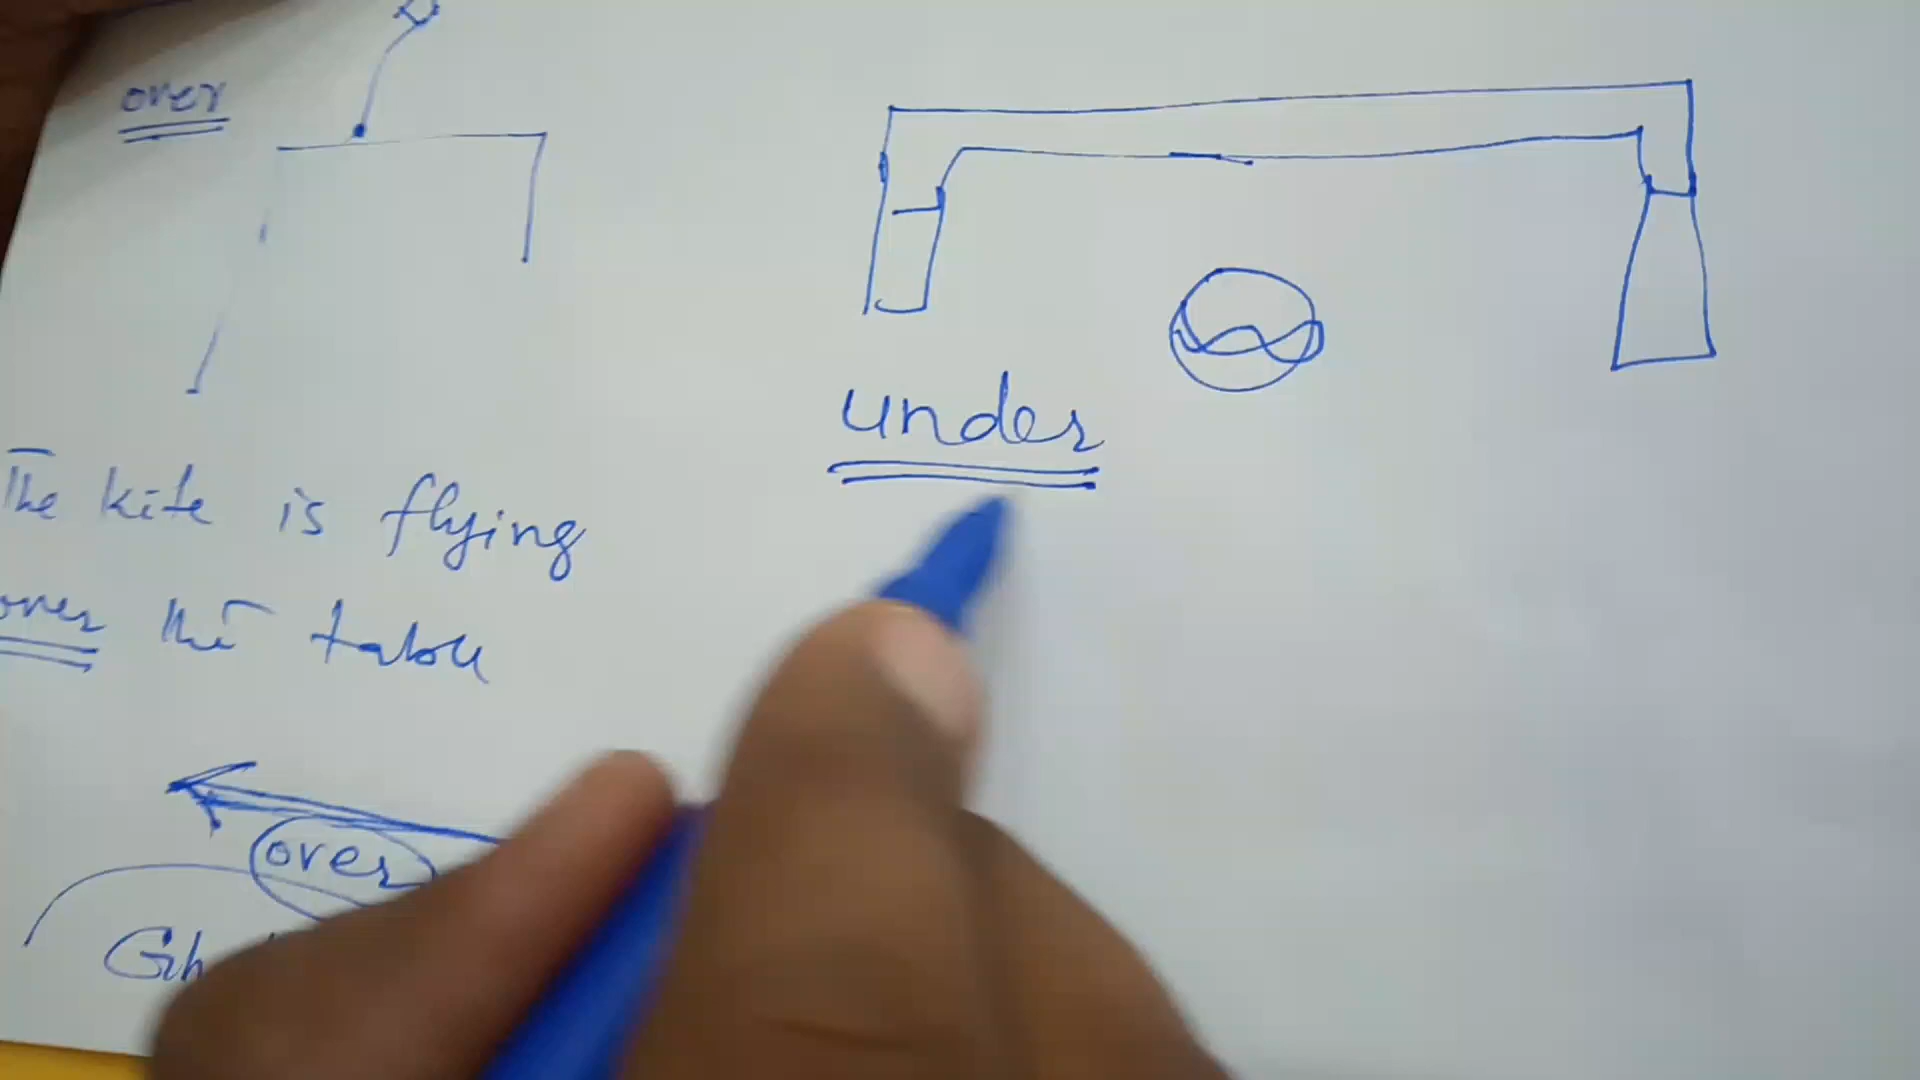 over
The kite is flying
over the table
over
under